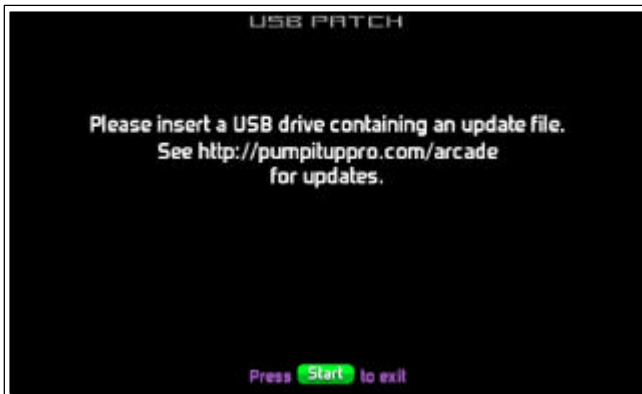 USB PATCH
Please insert a USB drive containing an update file.
See http://pumpituppro.com/arcade
for updates.
Press Start to exit